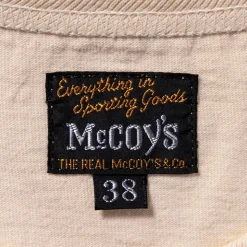 Everything in
Sporting Goods
McCOY'S
THE REAL McCOY'S & Co.
38